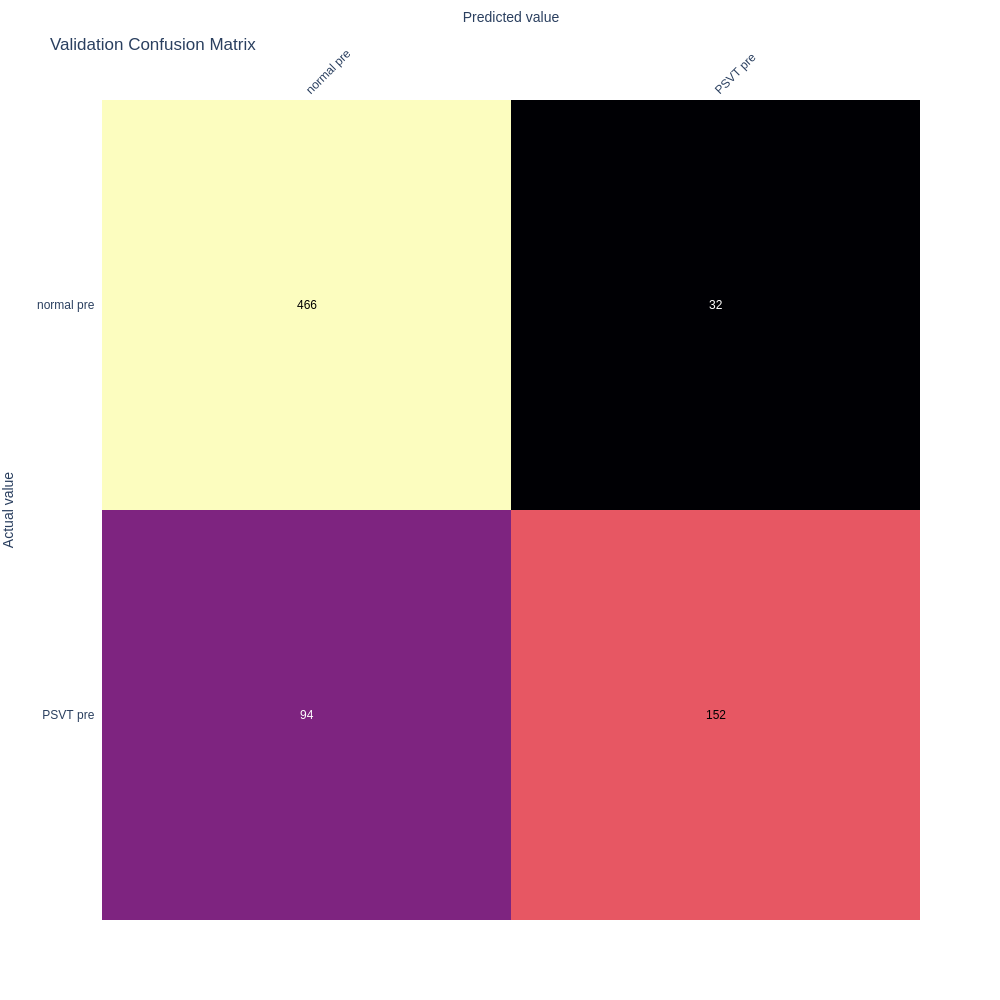 Predicted value
Validation Confusion Matrix
normal pre
PSVT pre
normal pre
466
32
Actual value
PSVT pre
94
152